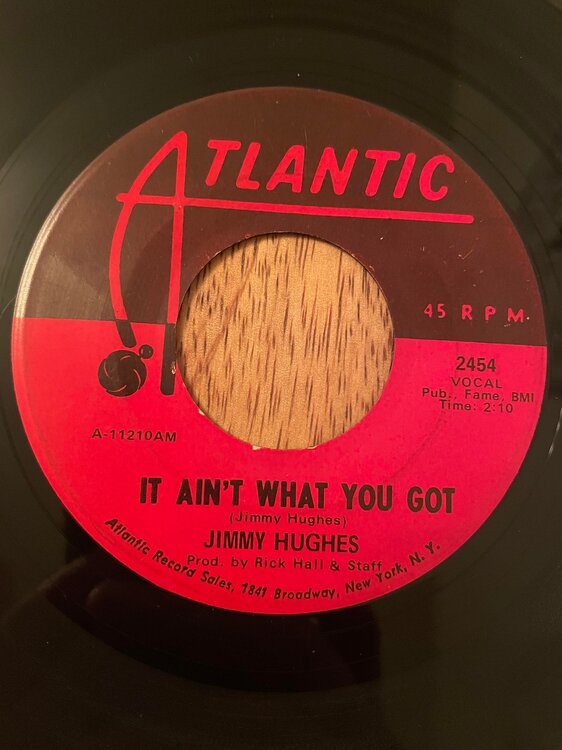 ATLANTIC
45 RPM.
2454
VOCAL
Pub., Fame, BMI
Time: 2:10
A-11210AM
IT AIN'T WHAT YOU GOT
(Jimmy Hughes)
JIMMY HUGHES
Prod. by Rick Hall & Staff
Atlantic Record Sales, 1841 Broadway, New York, N. Y.